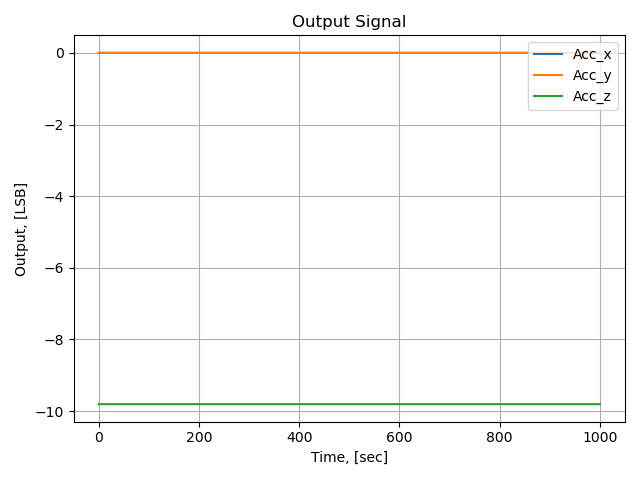 Output Signal
Acc_x
Acc_y
Acc_z
Output, [LSB]
0
−2
−4
−6
−8
−10
0 200 400 600 800 1000
Time, [sec]